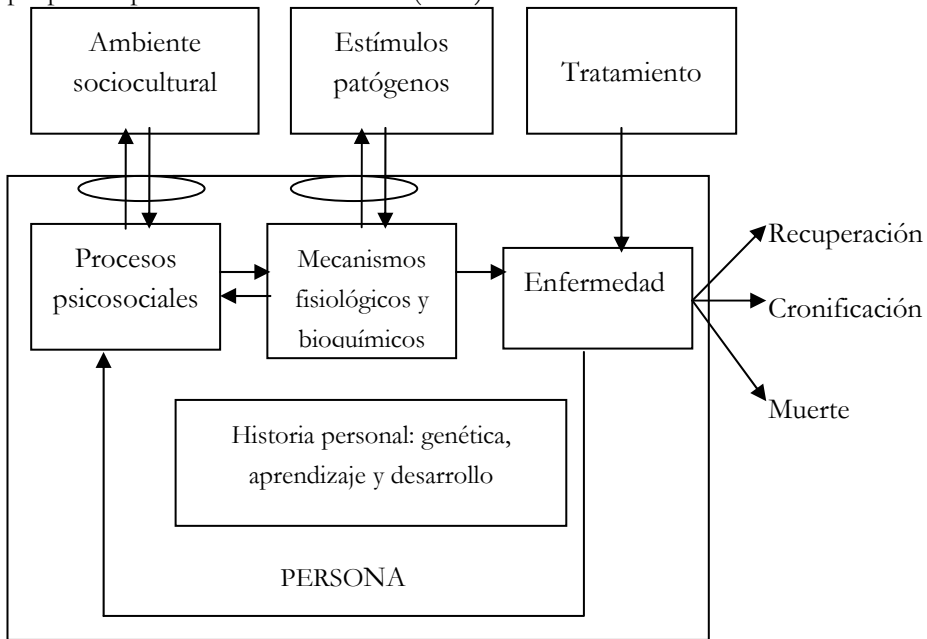 Ambiente
sociocultural
Estímulos
patógenos
Tratamiento
Procesos
psicosociales
Mecanismos
fisiológicos y
bioquímicos
Enfermedad
Recuperación
Cronificación
Muerte
Historia personal: genética,
aprendizaje y desarrollo
PERSONA